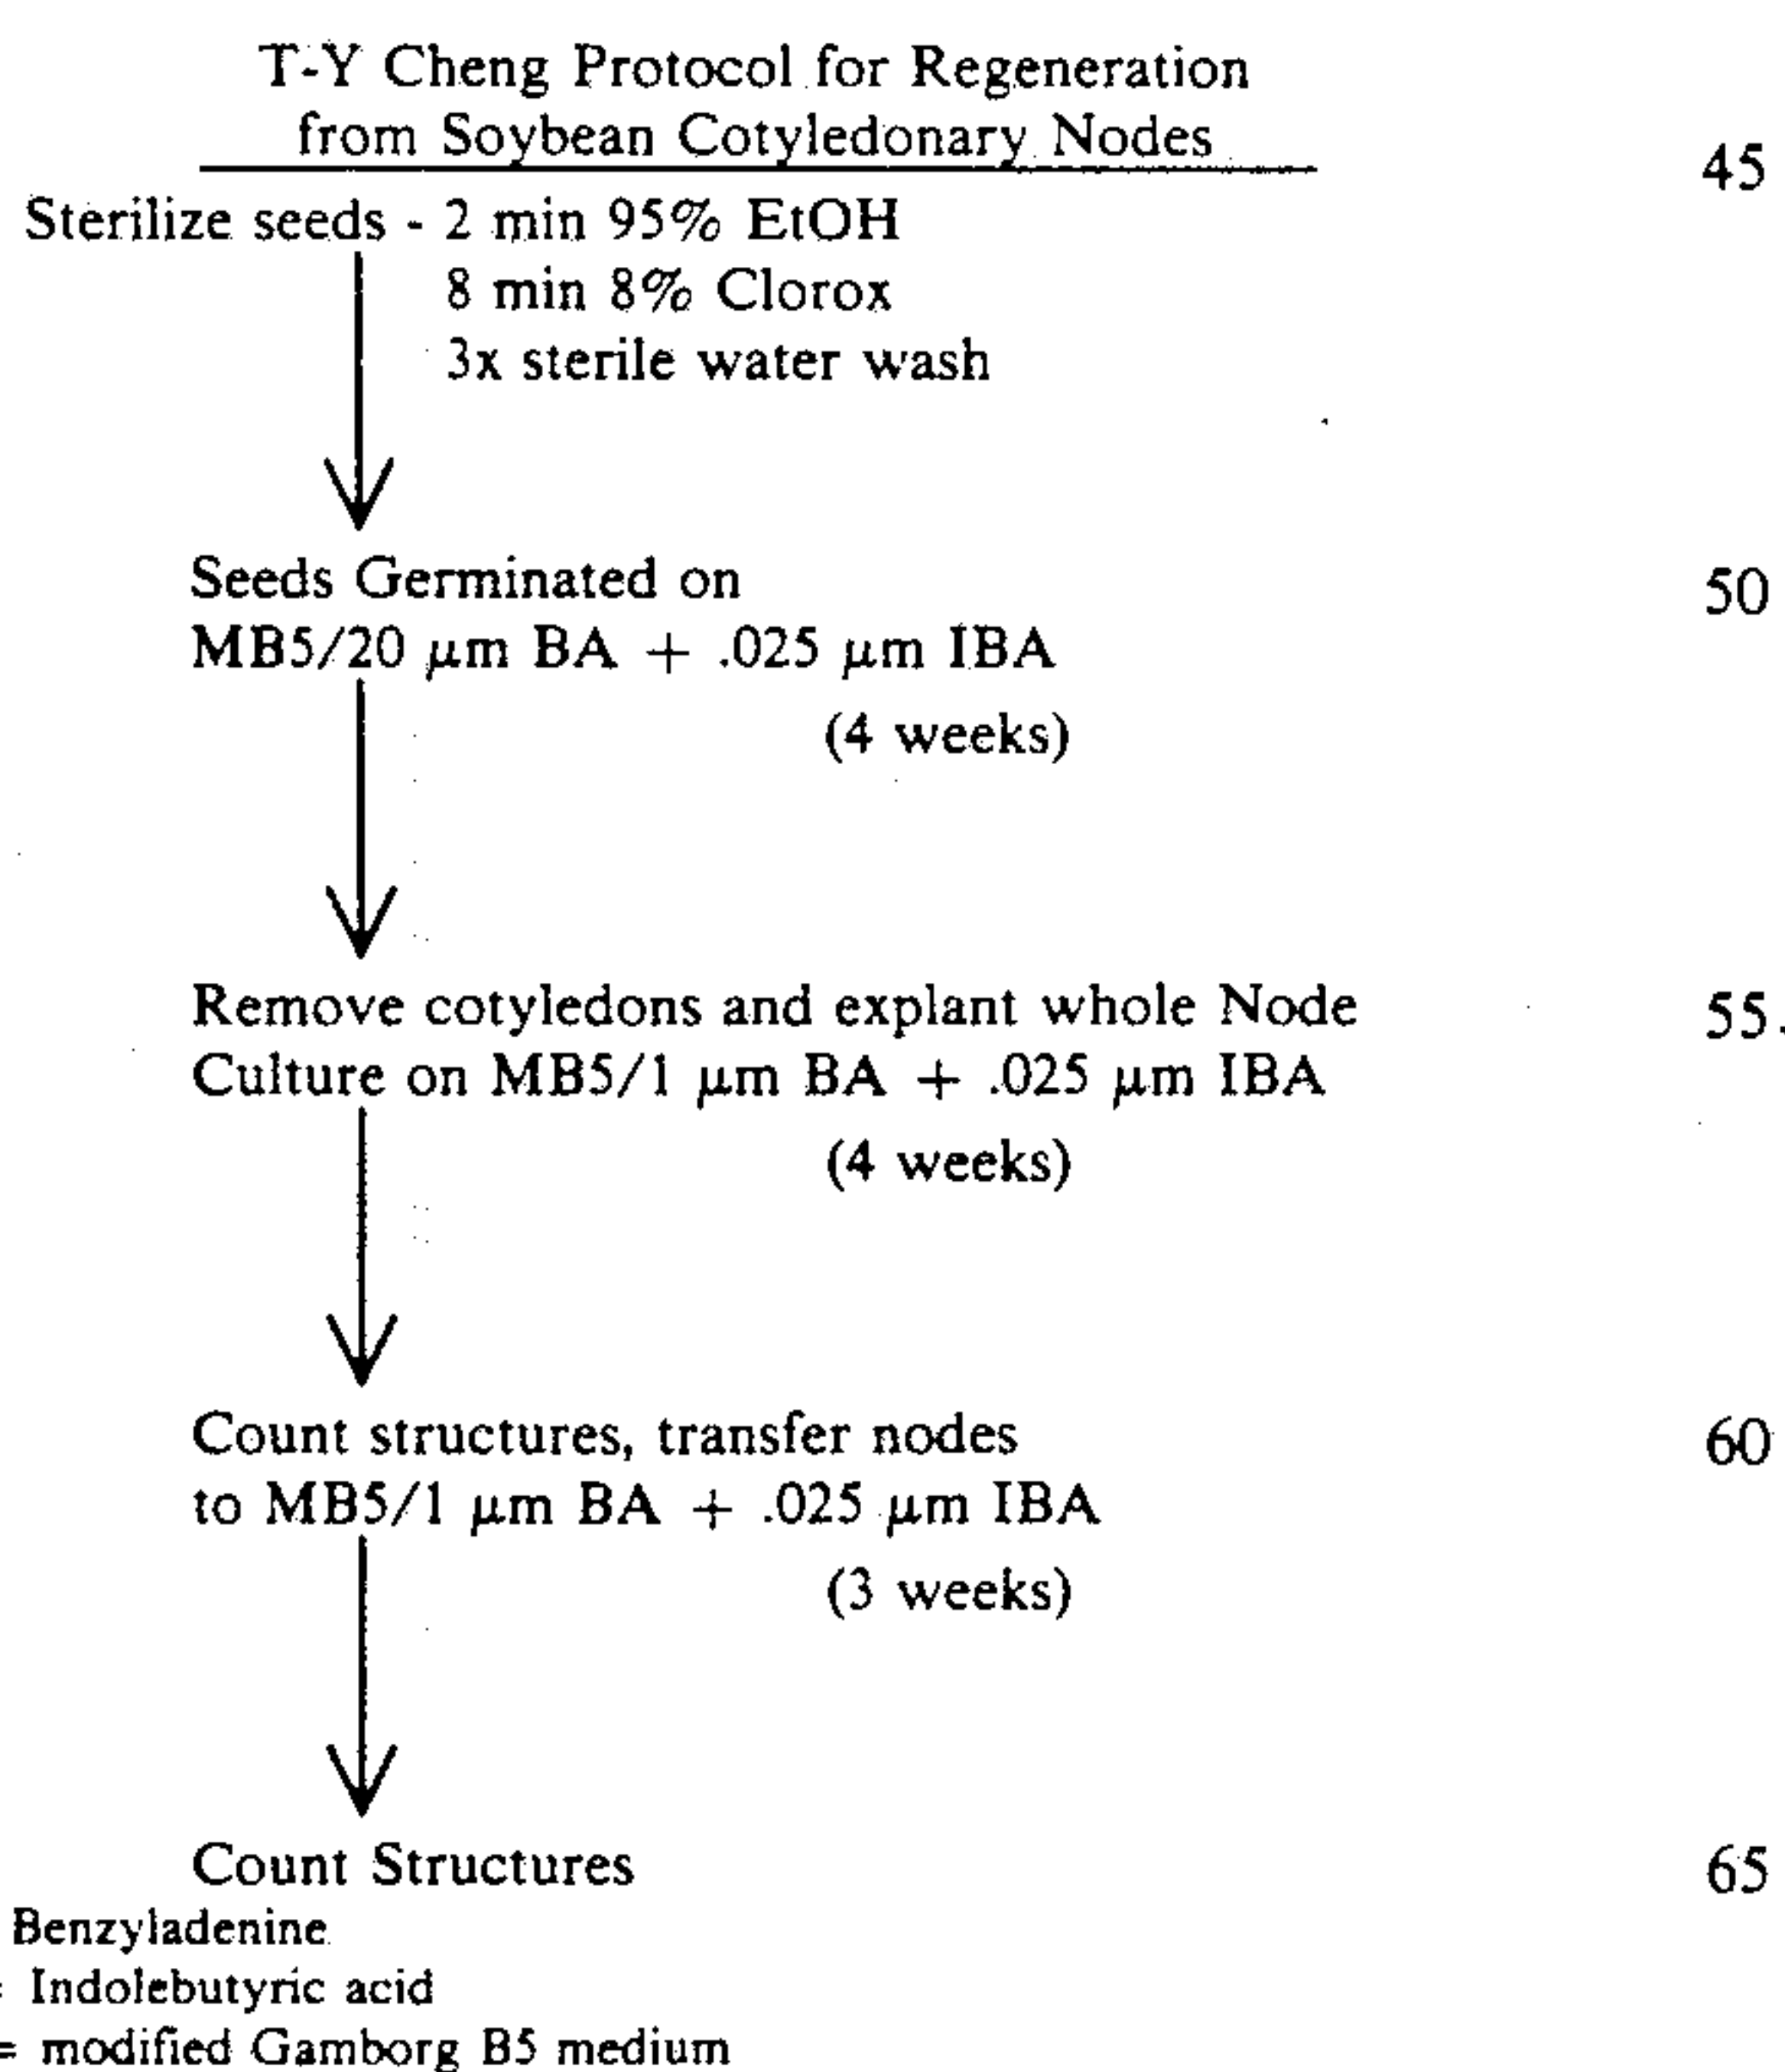 T-Y Cheng Protocol for Regeneration
from Soybean Cotyledonary Nodes
45
Sterilize seeds - 2 min 95% EtOH
8 min 8% Clorox
3x sterile water wash
Seeds Germinated on
50
MB5/20 μm BA + .025 μm IBA
(4 weeks)
Remove cotyledons and explant whole Node
55
Culture on MB5/1 μm BA + .025 μm IBA
(4 weeks)
Count structures, transfer nodes
60
to MB5/1 μm BA + .025 μm IBA
(3 weeks)
Count Structures
65
Benzyladenine
= Indolebutyric acid
= modified Gamborg B5 medium